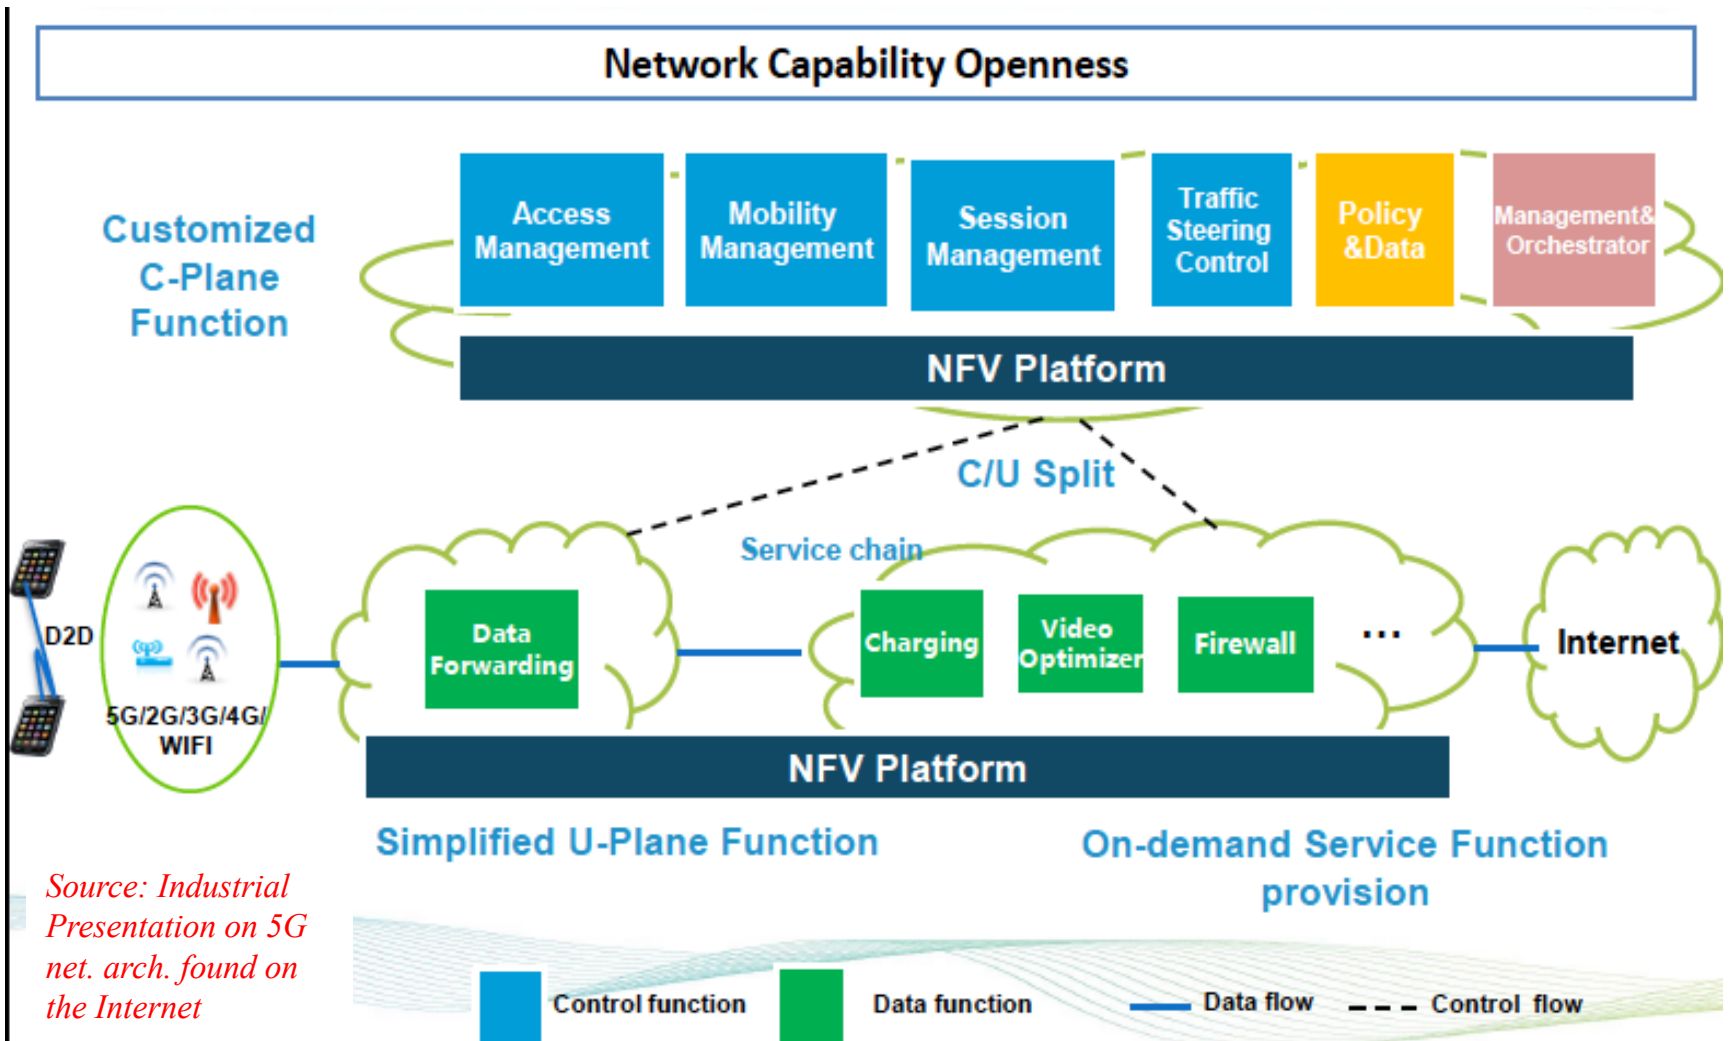 Network Capability Openness
Customized
C-Plane
Function
Access
Management
Mobility
Management
Session
Management
Traffic
Steering
Control
Policy
&Data
Management&
Orchestrator
NFV Platform
C/U Split
Service chain
D2D
5G/2G/3G/4G/
WIFI
Data
Forwarding
Charging
Video
Optimizer
Firewall
...
Internet
NFV Platform
Simplified U-Plane Function
On-demand Service Function
provision
Source: Industrial
Presentation on 5G
net. arch. found on
the Internet
Control function
Data function
Data flow
Control flow